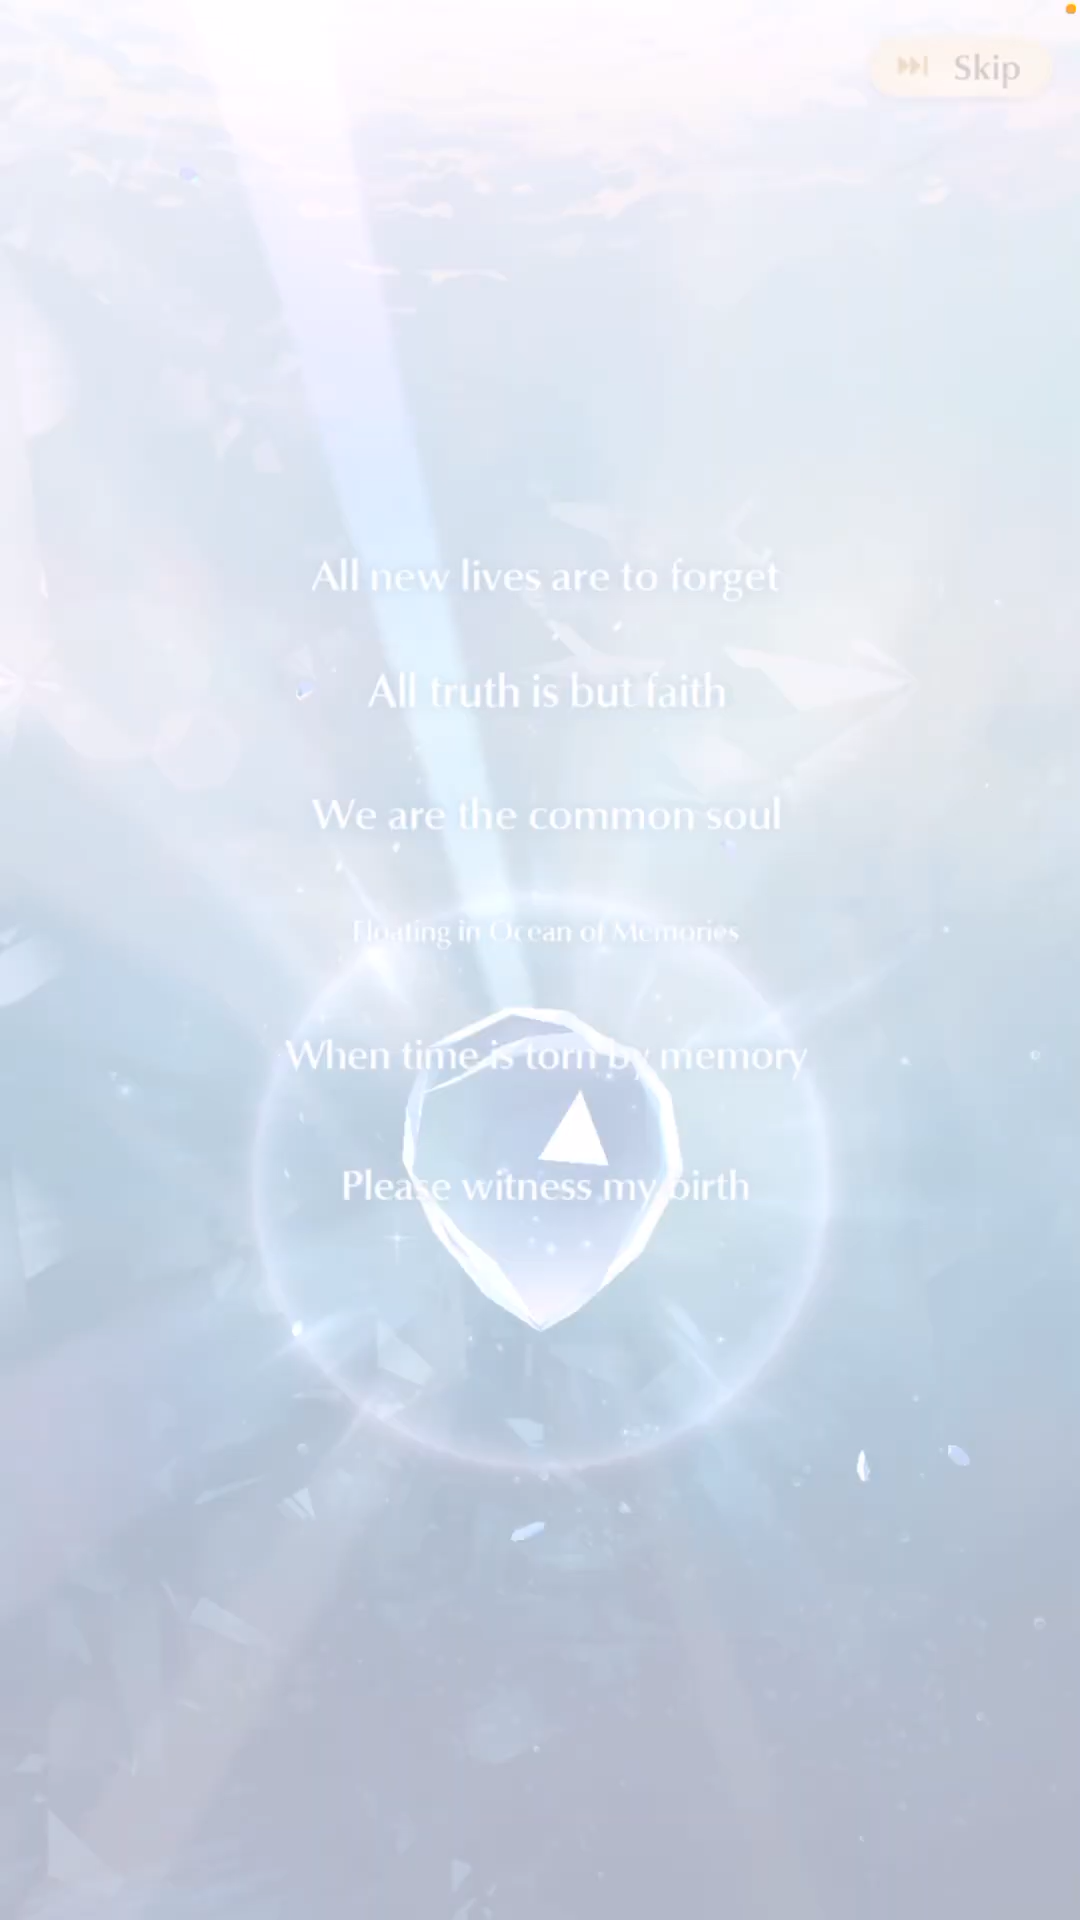 Skip
All new lives are to forget
All truth is but faith
We are the common soul
Floating in Ocean of Memories
When time is torn by memory
Please witness my birth